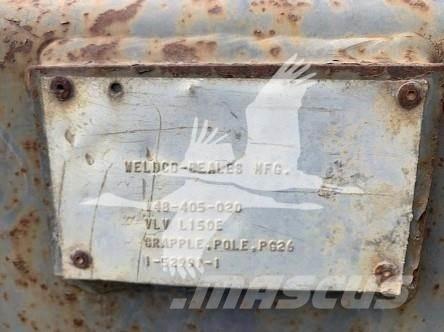 WELDCO-BEALES MFG.
148-405-020
VLV L150E
GRAPPLE,POLE,PG26
MASCUS